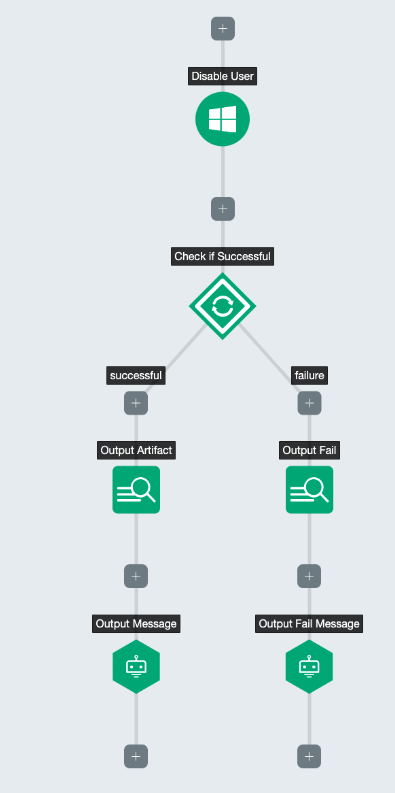 Disable User
Check if Successful
successful
failure
Output Artifact
Output Fail
Output Message
Output Fail Message